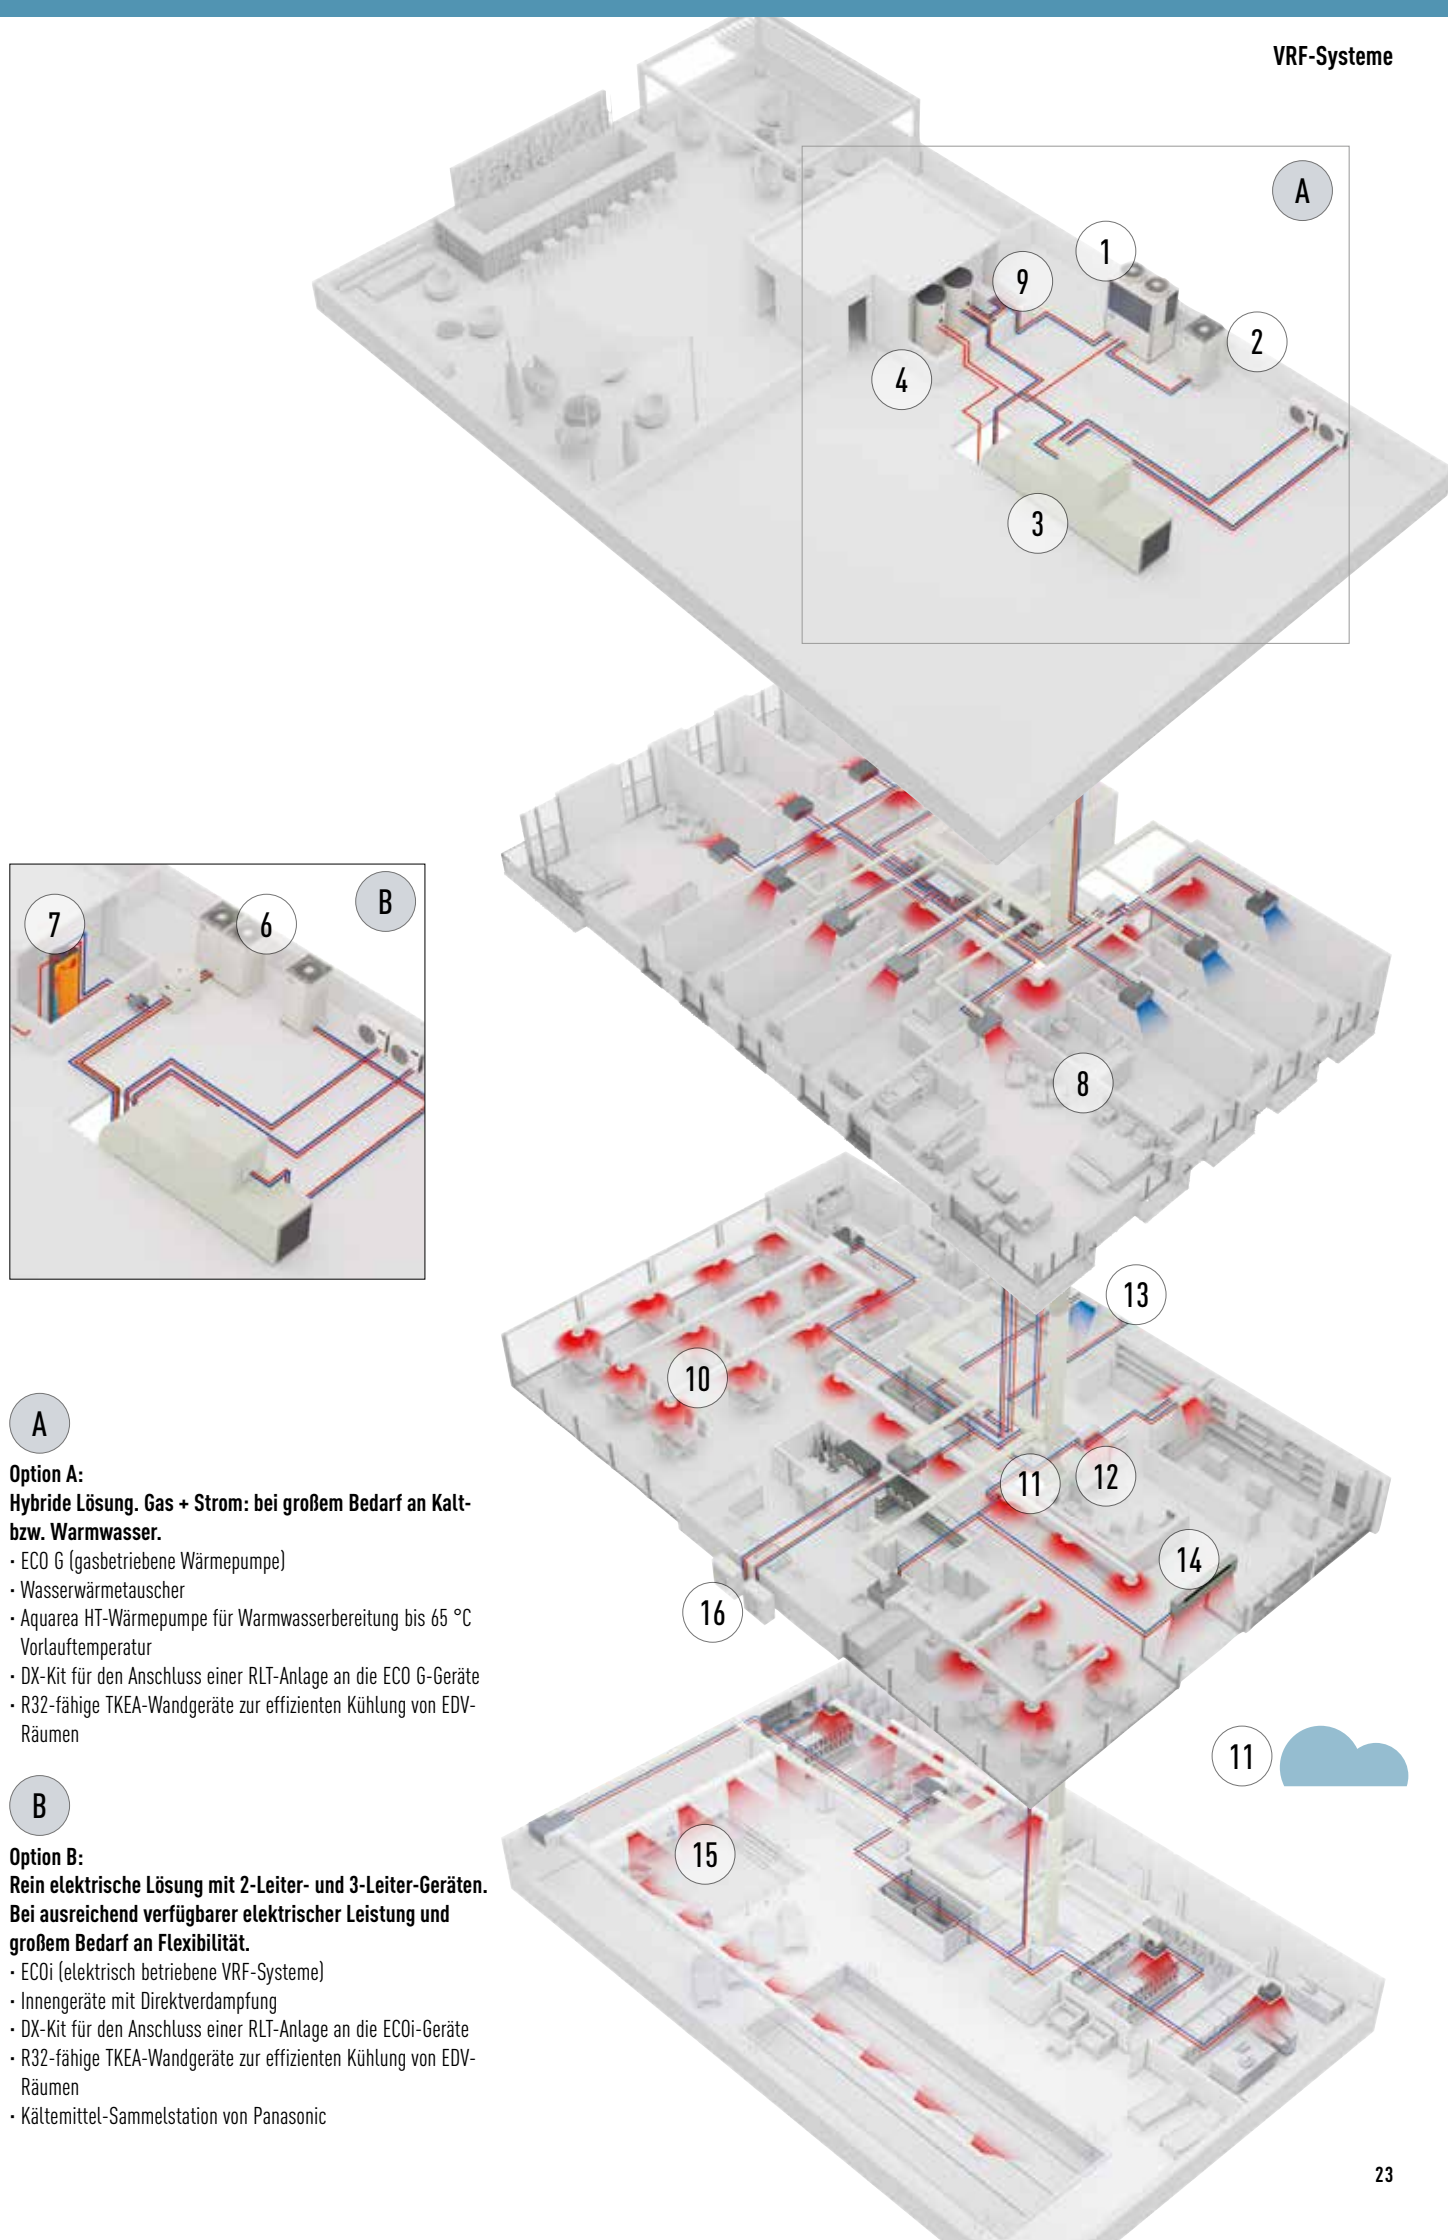 VRF-Systeme
A
1
9
2
4
3
B
7
6
8
13
10
11
12
14
16
11
15
A
Option A:
Hybride Lösung. Gas + Strom: bei großem Bedarf an Kalt-
bzw. Warmwasser.
· ECO G (gasbetriebene Wärmepumpe)
· Wasserwärmetauscher
· Aquarea HT-Wärmepumpe für Warmwasserbereitung bis 65 °C
Vorlauftemperatur
· DX-Kit für den Anschluss einer RLT-Anlage an die ECO G-Geräte
· R32-fähige TKEA-Wandgeräte zur effizienten Kühlung von EDV-
Räumen
B
Option B:
Rein elektrische Lösung mit 2-Leiter- und 3-Leiter-Geräten.
Bei ausreichend verfügbarer elektrischer Leistung und
großem Bedarf an Flexibilität.
· ECOi (elektrisch betriebene VRF-Systeme)
· Innengeräte mit Direktverdampfung
· DX-Kit für den Anschluss einer RLT-Anlage an die ECOi-Geräte
· R32-fähige TKEA-Wandgeräte zur effizienten Kühlung von EDV-
Räumen
· Kältemittel-Sammelstation von Panasonic
23